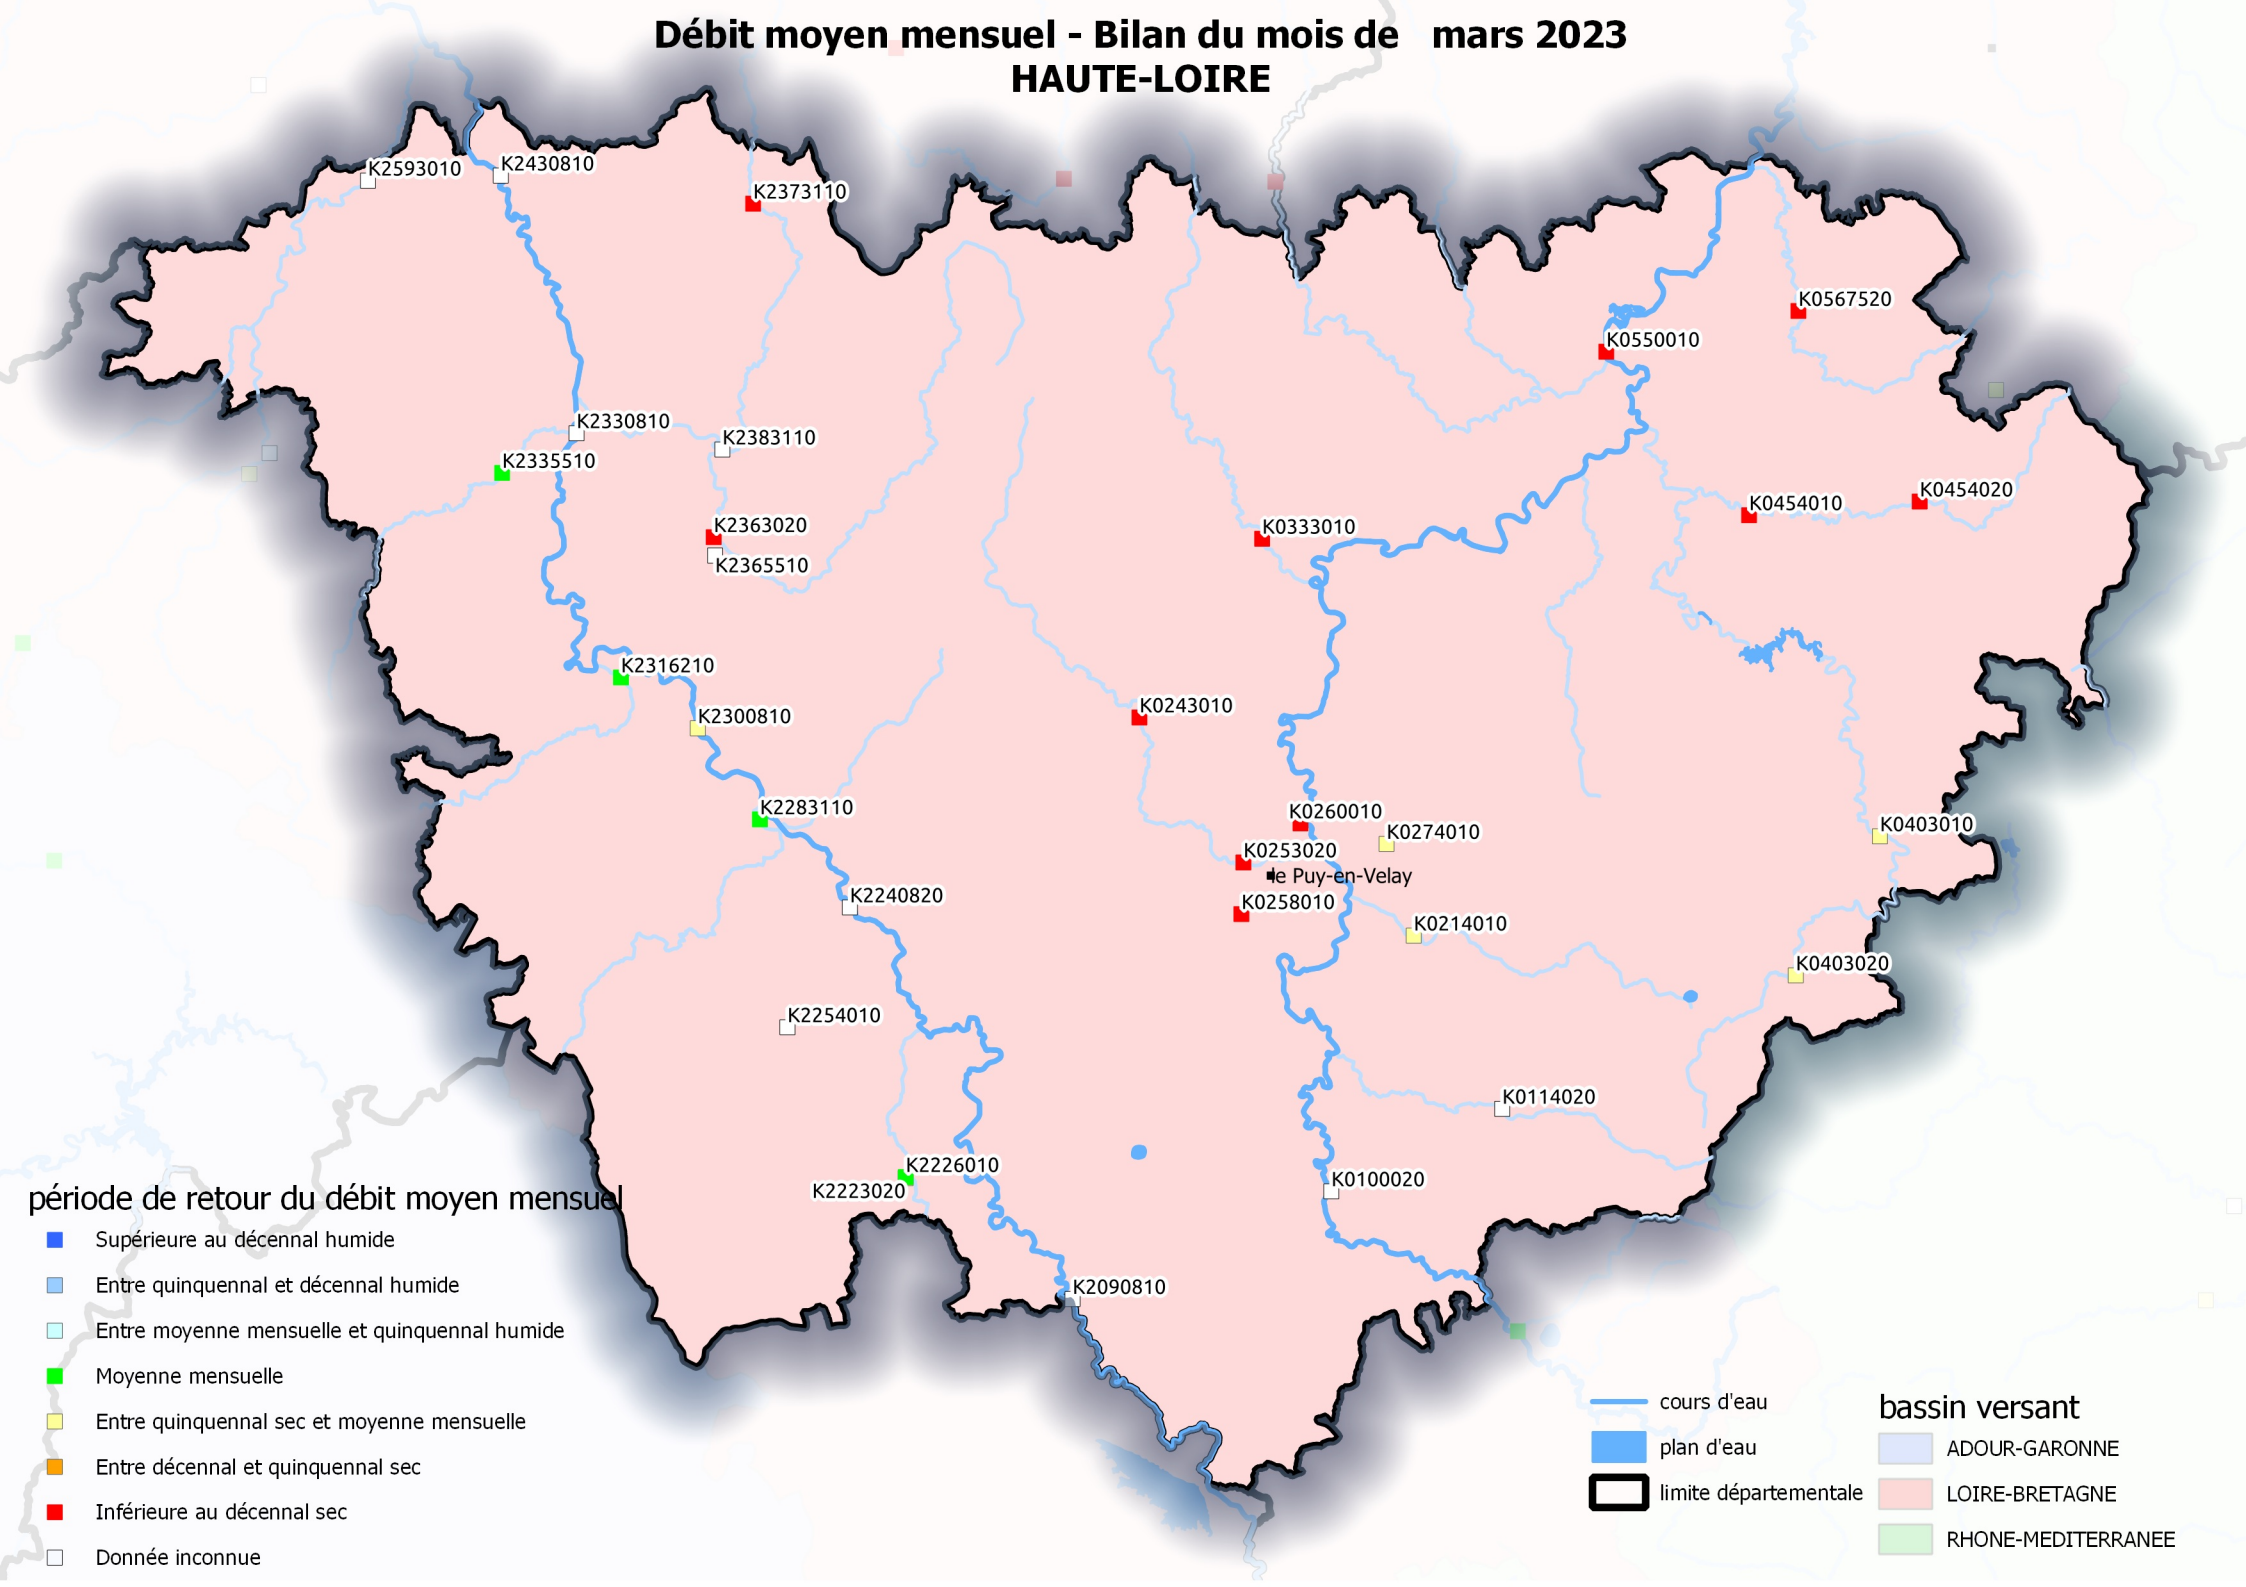 Débit moyen mensuel - Bilan du mois de mars 2023
HAUTE-LOIRE
K2593010
K2430810
K2373110
K0567520
K0550010
K2330810
K2383110
K2335510
K0454020
K0454010
K2363020
K0333010
K2365510
K2316210
K0243010
K2300810
K2283110
K0260010
K0274010
K0403010
K0253020
le Puy-en-Velay
K2240820
K0258010
K0214010
K0403020
K2254010
K0114020
K2226010
K2223020
K0100020
K2090810
période de retour du débit moyen mensuel
Supérieure au décennal humide
Entre quinquennal et décennal humide
Entre moyenne mensuelle et quinquennal humide
Moyenne mensuelle
Entre quinquennal sec et moyenne mensuelle
Entre décennal et quinquennal sec
Inférieure au décennal sec
Donnée inconnue
cours d'eau
plan d'eau
limite départementale
bassin versant
ADOUR-GARONNE
LOIRE-BRETAGNE
RHONE-MEDITERRANEE